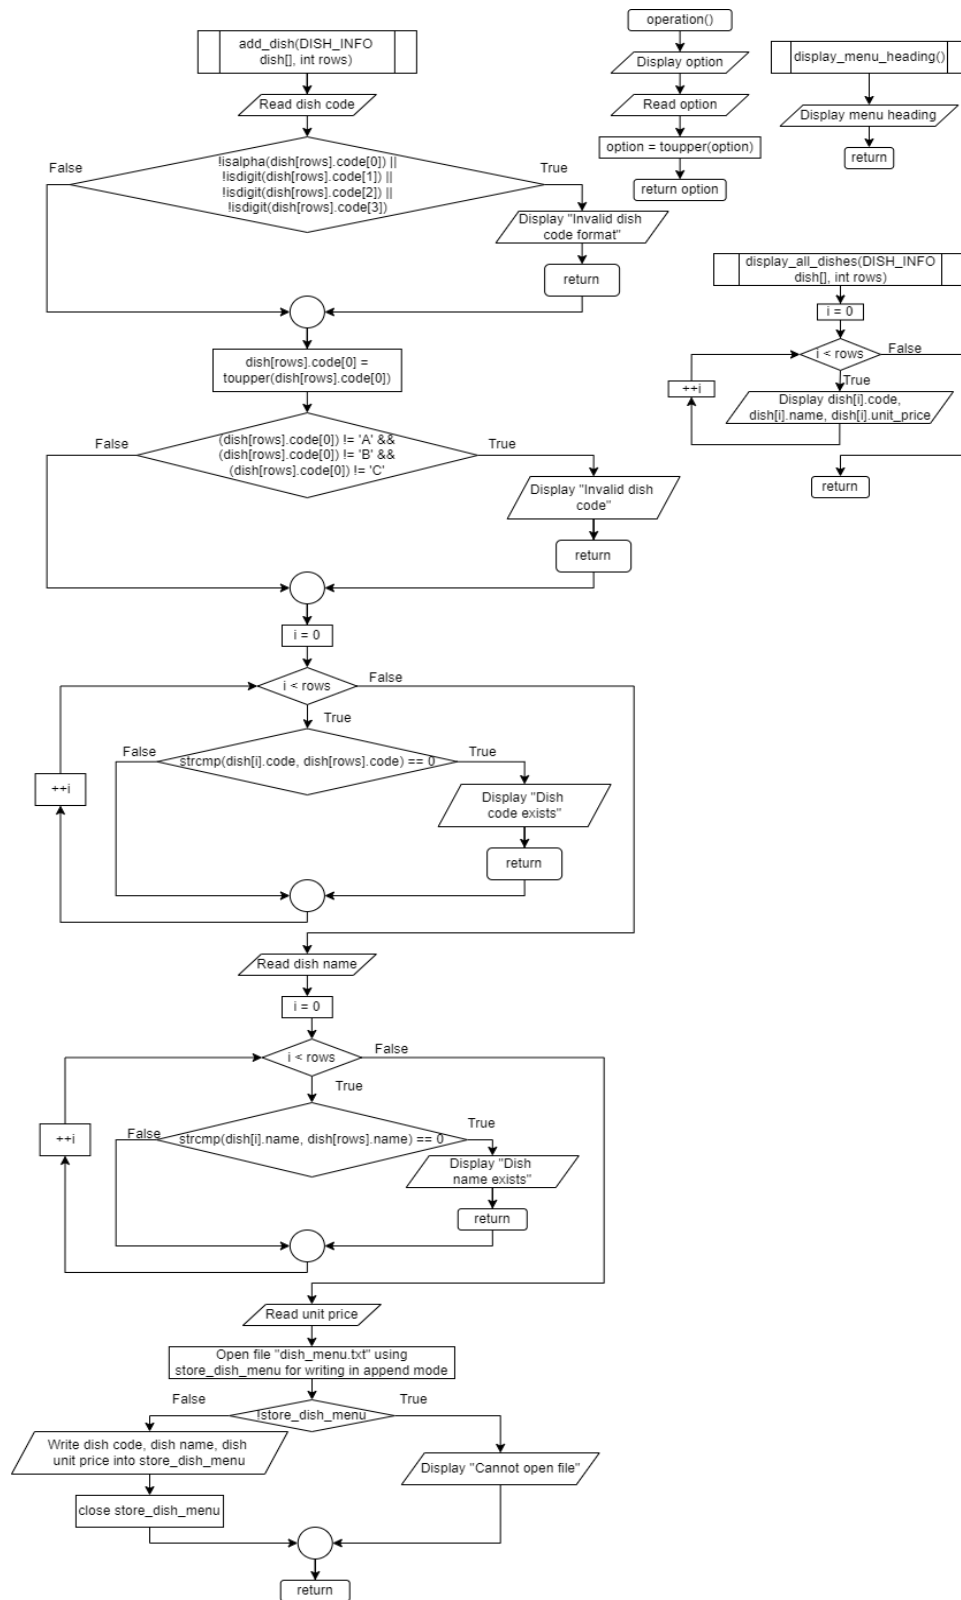 add_dish(DISH_INFO
dish[], int rows)
Read dish code
False
!isalpha(dish[rows].code[0]) ||
!isdigit(dish[rows].code[1]) ||
!isdigit(dish[rows].code[2]) ||
!isdigit(dish[rows].code[3])
True
Display "Invalid dish
code format"
return
dish[rows].code[0] =
toupper(dish[rows].code[0])
False
(dish[rows].code[0]) != 'A' &&
(dish[rows].code[0]) != 'B' &&
(dish[rows].code[0]) != 'C'
True
Display "Invalid dish
code"
return
i = 0
i < rows
False
True
False
strcmp(dish[i].code, dish[rows].code) == 0
True
++i
Display "Dish
code exists"
return
Read dish name
i = 0
i < rows
False
True
False
strcmp(dish[i].name, dish[rows].name) == 0
True
++i
Display "Dish
name exists"
return
Read unit price
Open file "dish_menu.txt" using
store_dish_menu for writing in append mode
False
!store_dish_menu
True
Write dish code, dish name, dish
unit price into store_dish_menu
Display "Cannot open file"
close store_dish_menu
return
operation()
Display option
Read option
option = toupper(option)
return option
display_menu_heading()
Display menu heading
return
display_all_dishes(DISH_INFO
dish[], int rows)
i = 0
i < rows
False
True
++i
Display dish[i].code,
dish[i].name, dish[i].unit_price
return